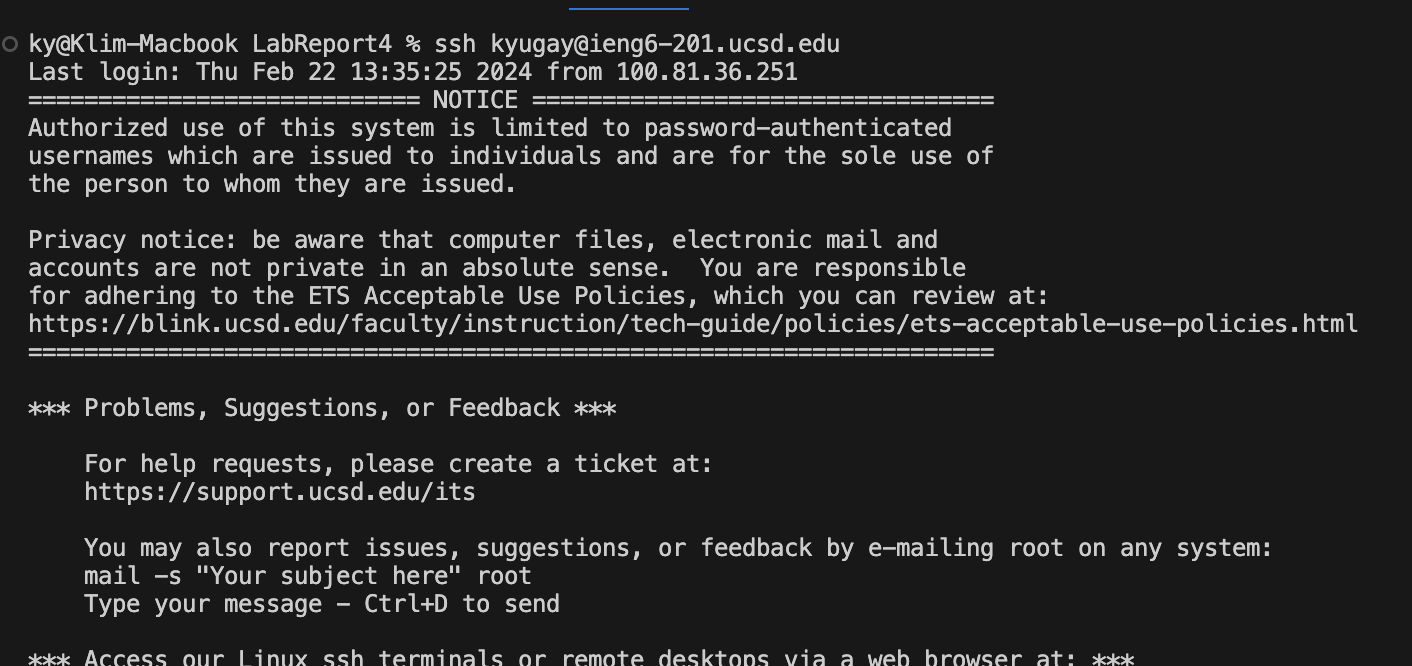 ky@Klim-Macbook LabReport4 % ssh kyugay@ieng6-201.ucsd.edu
Last login: Thu Feb 22 13:35:25 2024 from 100.81.36.251
============================ NOTICE =================================
Authorized use of this system is limited to password-authenticated
usernames which are issued to individuals and are for the sole use of
the person to whom they are issued.

Privacy notice: be aware that computer files, electronic mail and
accounts are not private in an absolute sense.  You are responsible
for adhering to the ETS Acceptable Use Policies, which you can review at:
https://blink.ucsd.edu/faculty/instruction/tech-guide/policies/ets-acceptable-use-policies.html
=====================================================================

*** Problems, Suggestions, or Feedback ***

    For help requests, please create a ticket at:
    https://support.ucsd.edu/its

    You may also report issues, suggestions, or feedback by e-mailing root on any system:
    mail -s "Your subject here" root
    Type your message - Ctrl+D to send

*** Access our Linux ssh terminals or remote desktops via a web browser at: ***